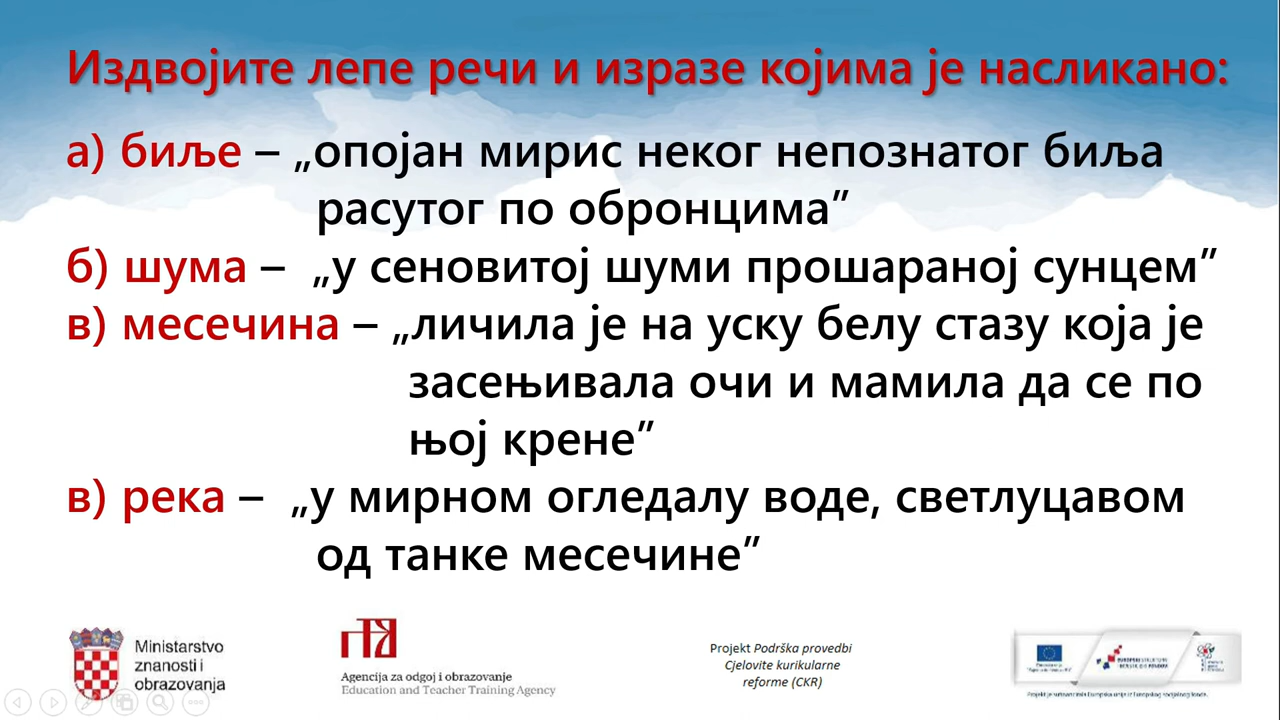 Издвојите лепе речи и изразе којима је насликано:
а) биље – „опојан мирис неког непознатог биља
расутог по обронцима”
б) шума – „у сеновитој шуми прошараној сунцем”
в) месечина – „личила је на уску белу стазу која је
засењивала очи и мамила да се по
њој крене”
в) река – „у мирном огледалу воде, светлуцавом
од танке месечине”
Ministarstvo
znanosti i
obrazovanja
Agencija za odgoj i obrazovanje
Education and Teacher Training Agency
Projekt Podrška provedbi
Cjelovite kurikularne
reforme (CKR)